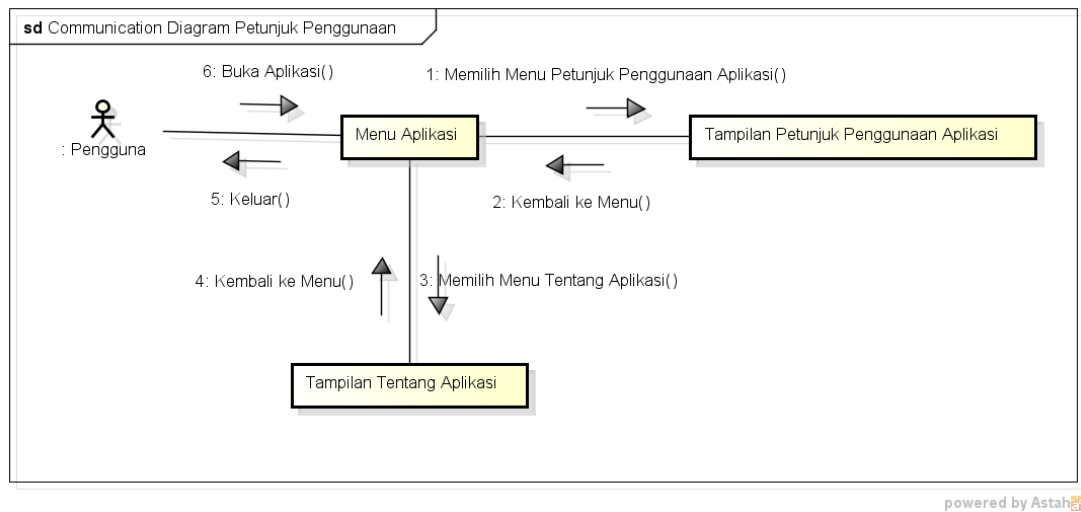 sd Communication Diagram Petunjuk Penggunaan
6: Buka Aplikasi()
1: Memilih Menu Petunjuk Penggunaan Aplikasi()
Menu Aplikasi
Tampilan Petunjuk Penggunaan Aplikasi
: Pengguna
5: Keluar()
2: Kembali ke Menu()
4: Kembali ke Menu()
3: Memilih Menu Tentang Aplikasi()
Tampilan Tentang Aplikasi
powered by Astah